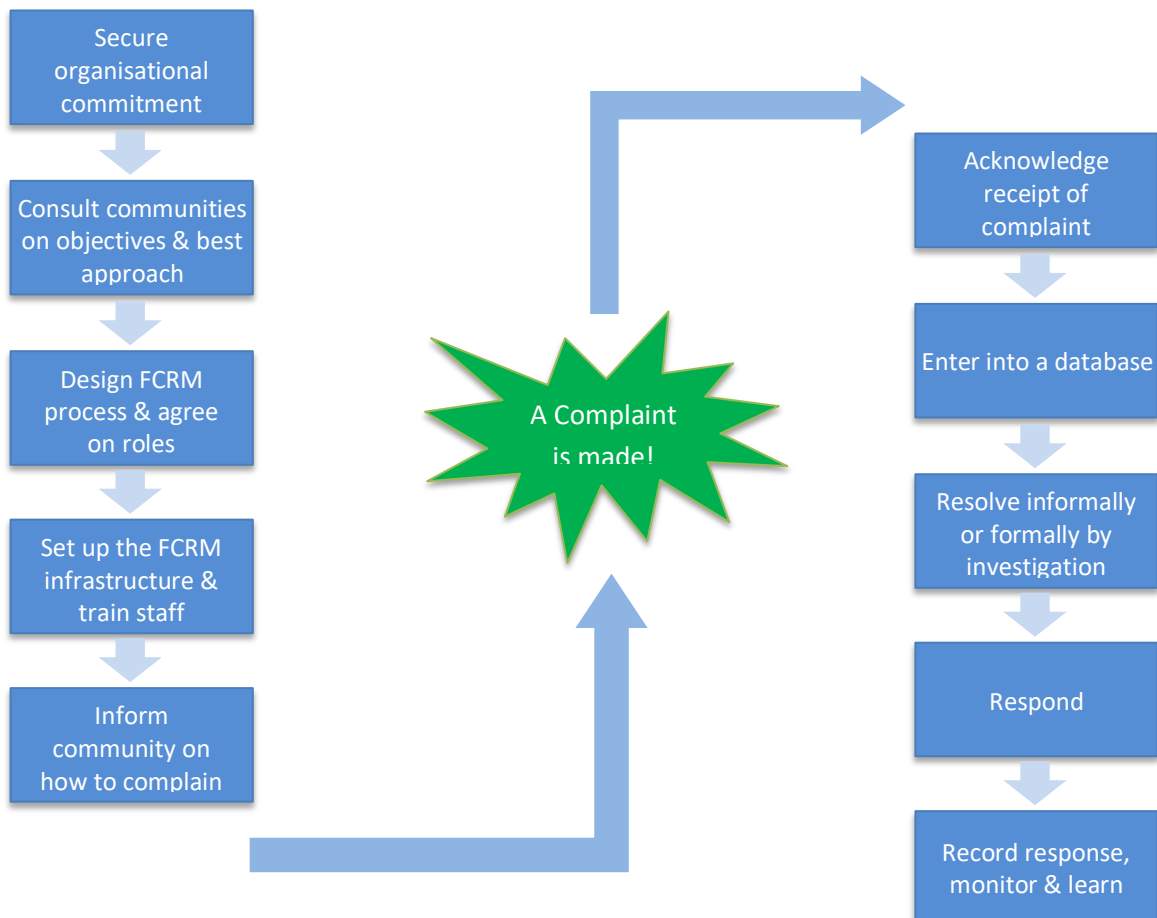 Secure
organisational
commitment
Consult communities
on objectives & best
approach
Design FCRM
process & agree
on roles
Set up the FCRM
infrastructure &
train staff
Inform
community on
how to complain
A Complaint
is made!
Acknowledge
receipt of
complaint
Enter into a database
Resolve informally
or formally by
investigation
Respond
Record response,
monitor & learn